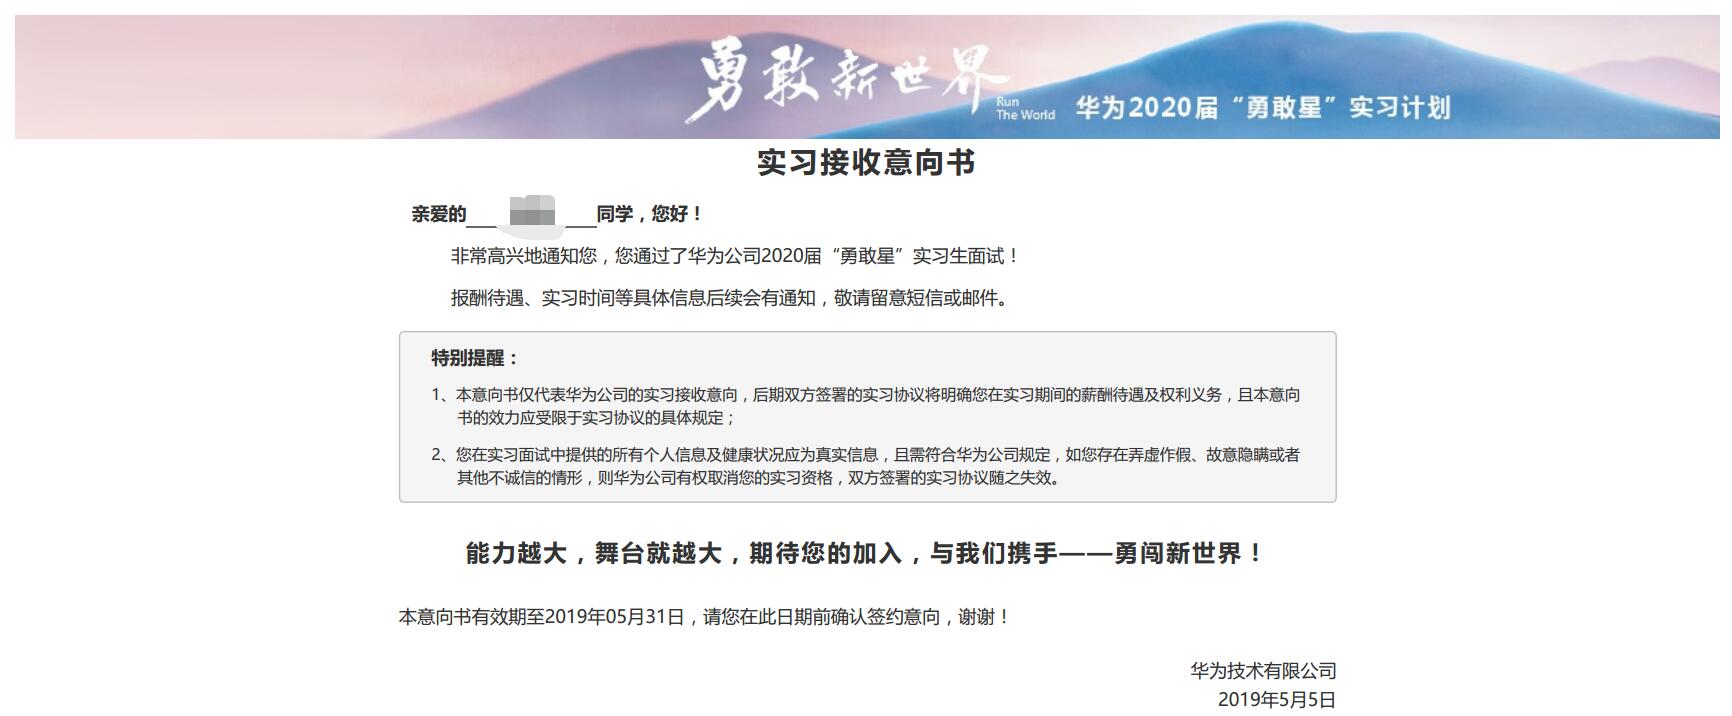 勇敢新世界
Run
The World
华为2020届“勇敢星”实习计划
实习接收意向书
亲爱的 同学，您好！
非常高兴地通知您，您通过了华为公司2020届“勇敢星”实习生面试！
报酬待遇、实习时间等具体信息后续会有通知，敬请留意短信或邮件。
特别提醒：
1、本意向书仅代表华为公司的实习接收意向，后期双方签署的实习协议将明确您在实习期间的薪酬待遇及权利义务，且本意向
书的效力应受限于实习协议的具体规定；
2、您在实习面试中提供的所有个人信息及健康状况应为真实信息，且需符合华为公司规定，如您存在弄虚作假、故意隐瞒或者
其他不诚信的情形，则华为公司有权取消您的实习资格，双方签署的实习协议随之失效。
能力越大，舞台就越大，期待您的加入，与我们携手——勇闯新世界！
本意向书有效期至2019年05月31日，请您在此日期前确认签约意向，谢谢！
华为技术有限公司
2019年5月5日